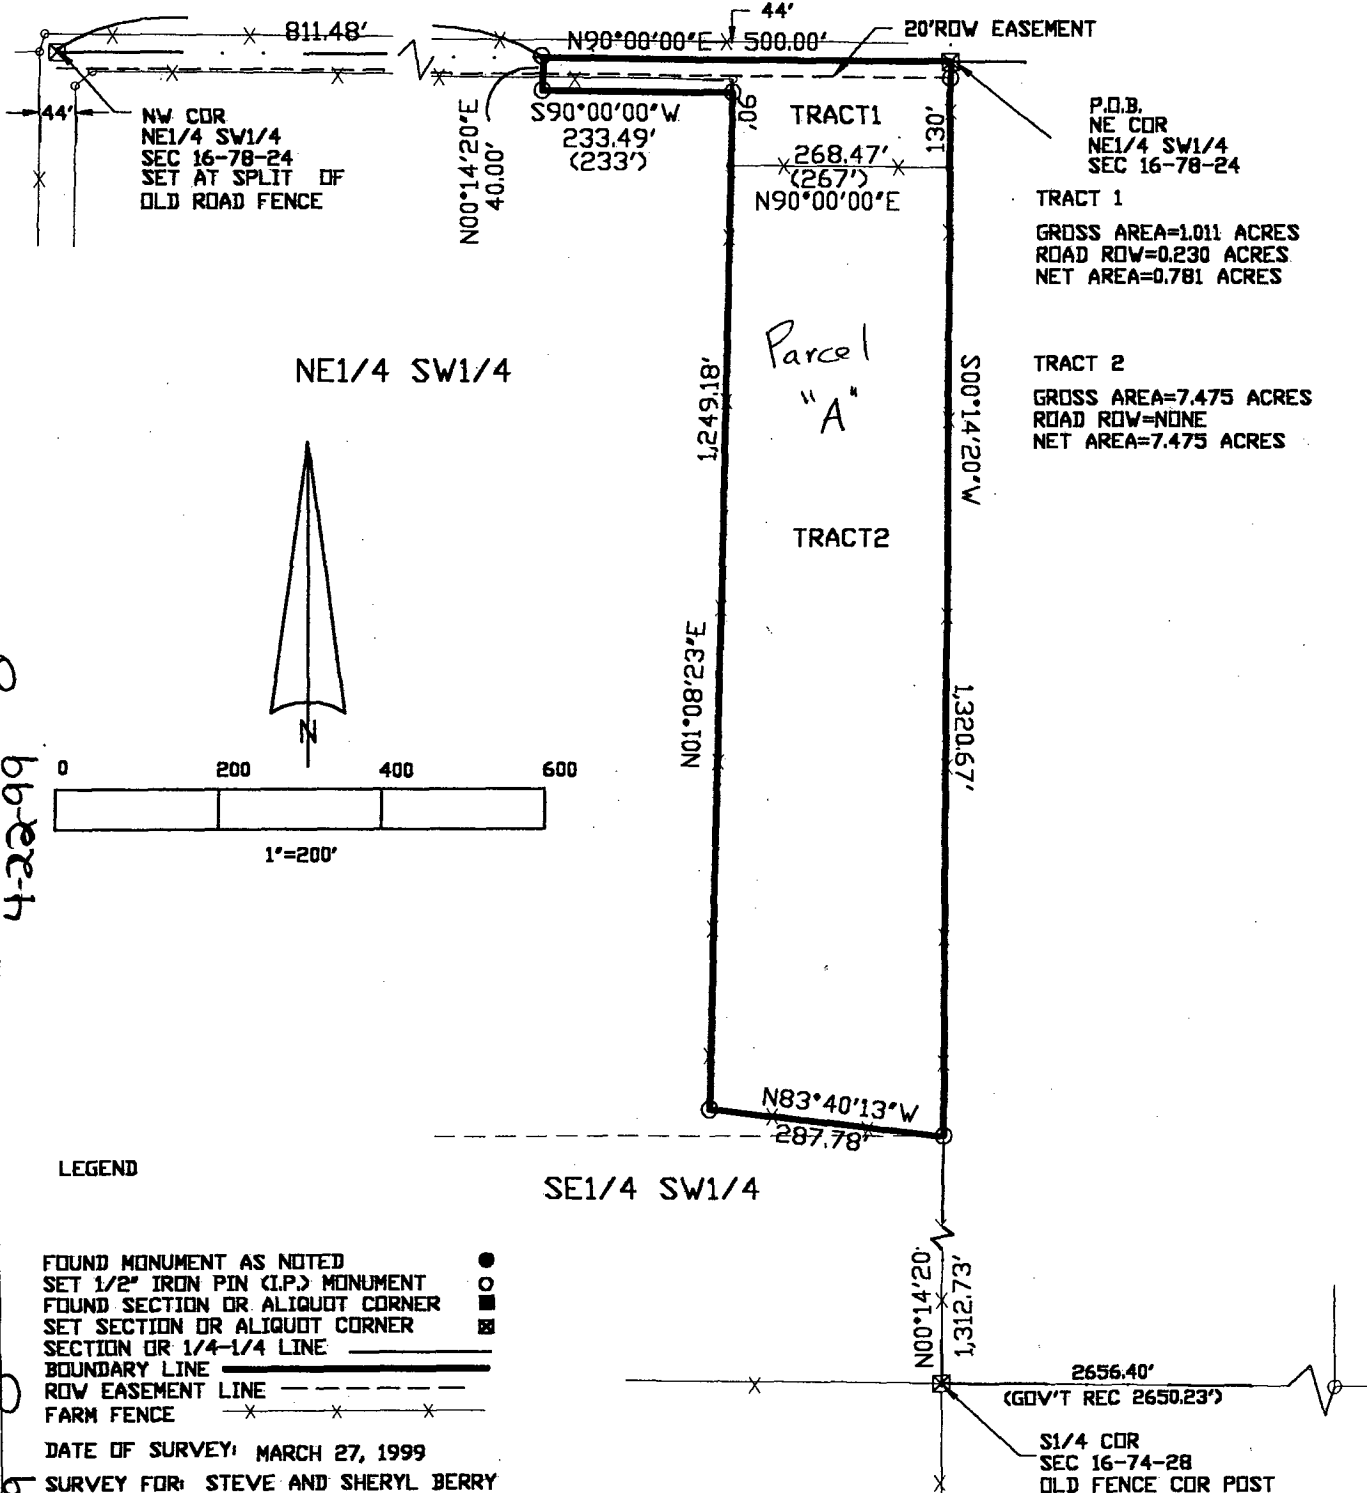 811.48'
44'
N90°00'00"E 500.00'
20'ROW EASEMENT
44'
NW COR
NE1/4 SW1/4
SEC 16-78-24
SET AT SPLIT OF
OLD ROAD FENCE
N00°14'20"E
40.00'
S90°00'00"W
233.49'
(233')
90'
TRACT1
130'
268.47'
(267')
N90°00'00"E
P.O.B.
NE COR
NE1/4 SW1/4
SEC 16-78-24
TRACT 1
GROSS AREA=1.011 ACRES
ROAD ROW=0.230 ACRES
NET AREA=0.781 ACRES
NE1/4 SW1/4
Parcel
"A"
1,249.18'
S00°14'20"W
TRACT 2
GROSS AREA=7.475 ACRES
ROAD ROW=NONE
NET AREA=7.475 ACRES
TRACT2
N01°08'23"E
1,320.67'
N
0 200 400 600
1"=200'
4-22-99
N83°40'13"W
287.78'
SE1/4 SW1/4
LEGEND
FOUND MONUMENT AS NOTED
SET 1/2" IRON PIN (I.P.) MONUMENT
FOUND SECTION OR ALIQUOT CORNER
SET SECTION OR ALIQUOT CORNER
SECTION OR 1/4-1/4 LINE
BOUNDARY LINE
ROW EASEMENT LINE
FARM FENCE
DATE OF SURVEY: MARCH 27, 1999
SURVEY FOR: STEVE AND SHERYL BERRY
N00°14'20
1,312.73'
2656.40'
(GOV'T REC 2650.23')
S1/4 COR
SEC 16-74-28
OLD FENCE COR POST